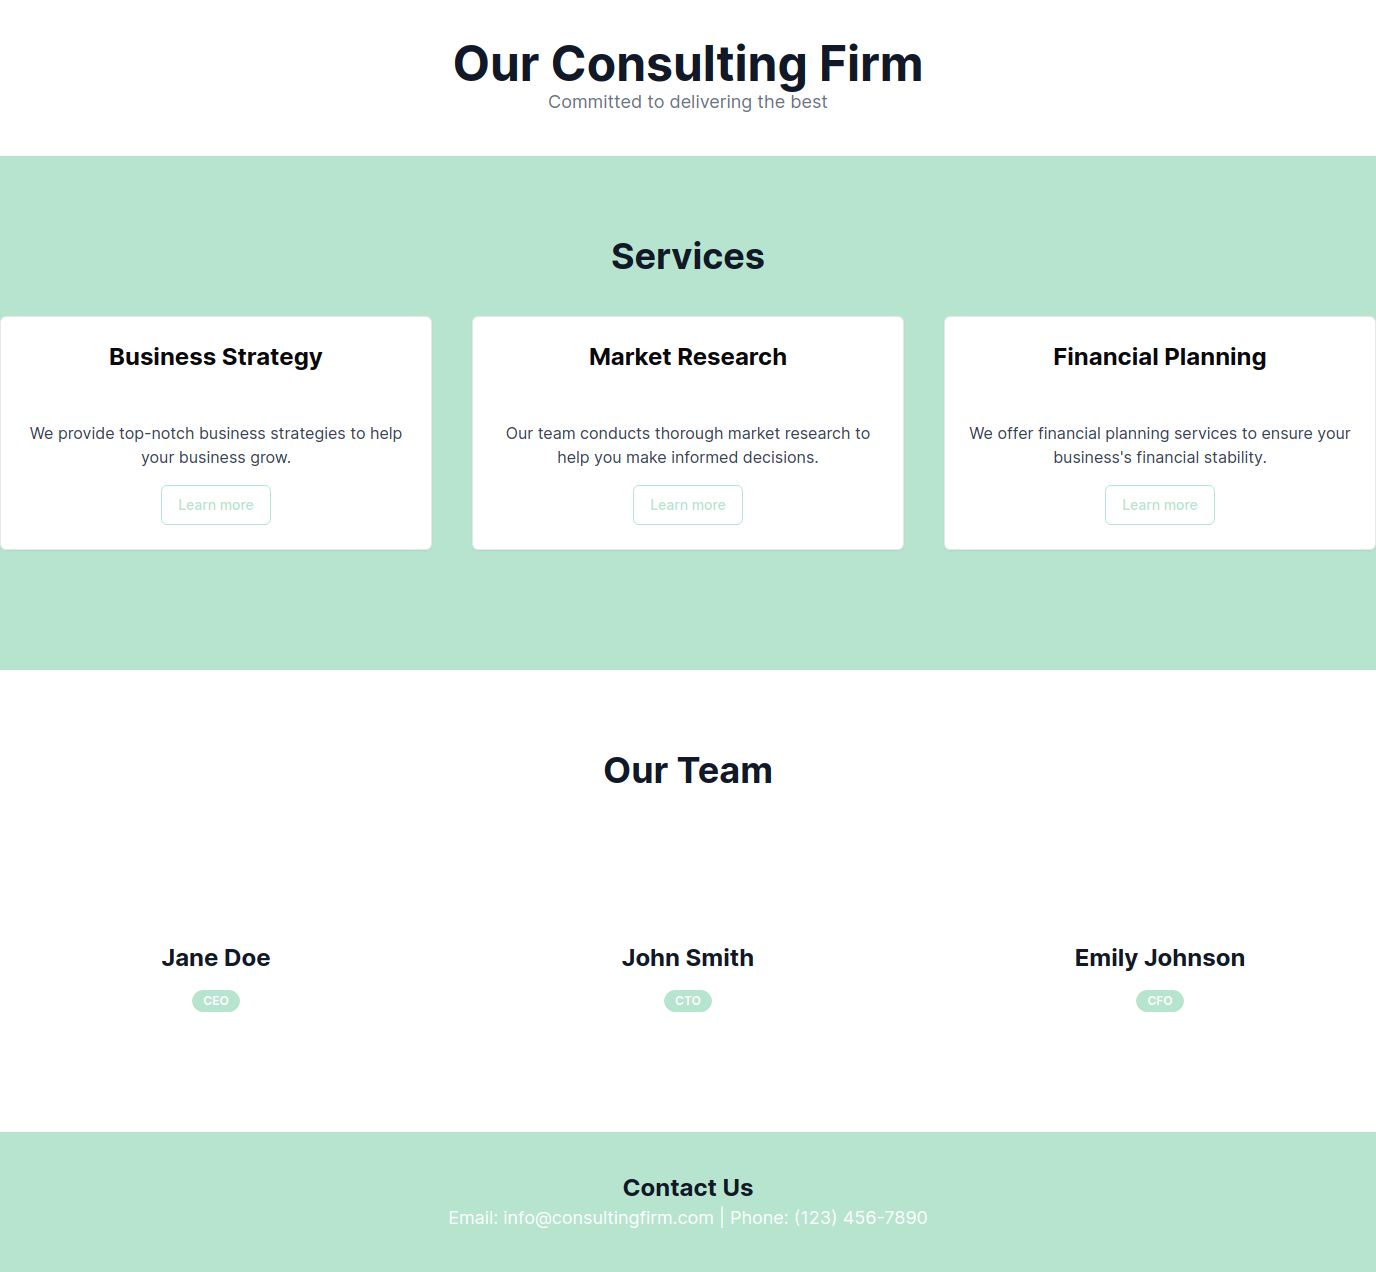 Our Consulting Firm
Committed to delivering the best
Services
Business Strategy
We provide top-notch business strategies to help
your business grow.
Learn more
Market Research
Our team conducts thorough market research to
help you make informed decisions.
Learn more
Financial Planning
We offer financial planning services to ensure your
business's financial stability.
Learn more
Our Team
Jane Doe
CEO
John Smith
CTO
Emily Johnson
CFO
Contact Us
Email: info@consultingfirm.com | Phone: (123) 456-7890